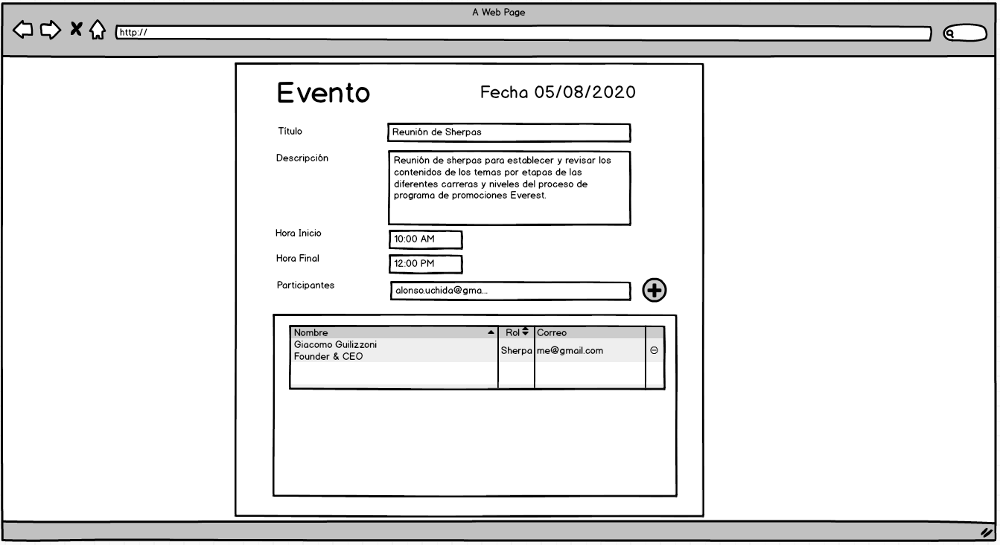 A Web Page
http://
Evento
Fecha 05/08/2020
Título
Reunión de Sherpas
Descripción
Reunión de sherpas para establecer y revisar los
contenidos de los temas por etapas de las
diferentes carreras y niveles del proceso de
programa de promociones Everest.
Hora Inicio
10:00 AM
Hora Final
12:00 PM
Participantes
alonso.uchida@gma...
Nombre Rol Correo
Giacomo Guilizzoni
Founder & CEO
Sherpa me@gmail.com